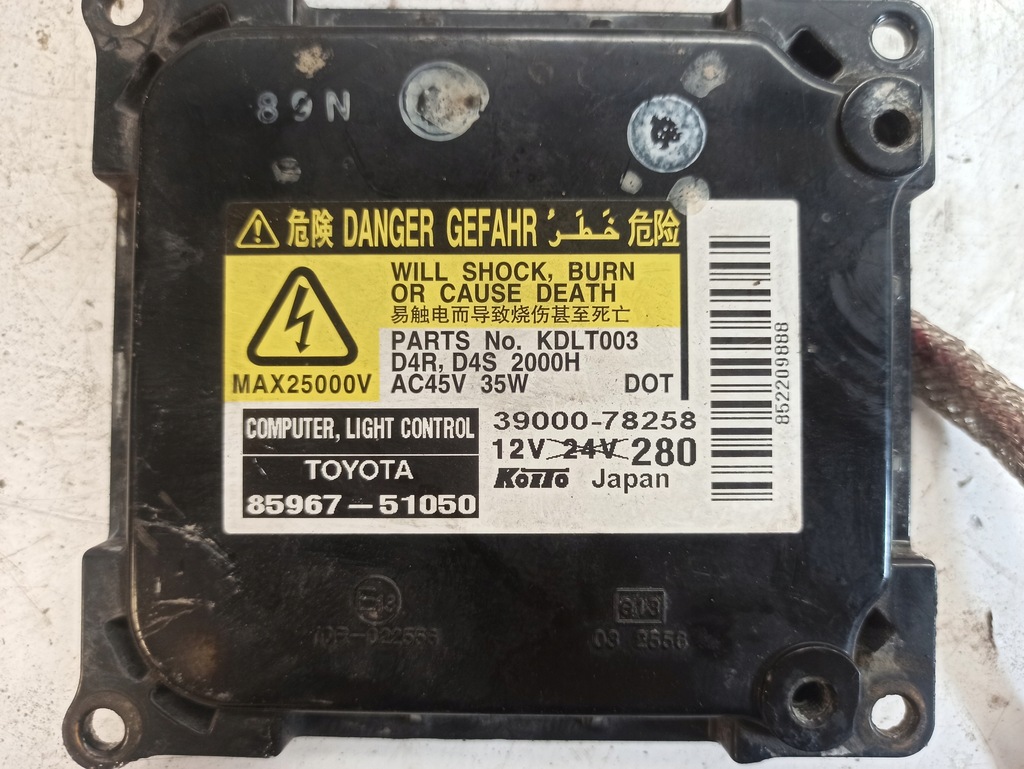 89N
危険 DANGER GEFAHR خَطَرْ 危险
WILL SHOCK, BURN
OR CAUSE DEATH
易触电而导致烧伤甚至死亡
MAX25000V
PARTS No. KDLT003
D4R, D4S 2000H
AC45V 35W DOT
COMPUTER, LIGHT CONTROL
TOYOTA
85967-51050
39000-78258
12V 24V 280
KOITO Japan
852209888